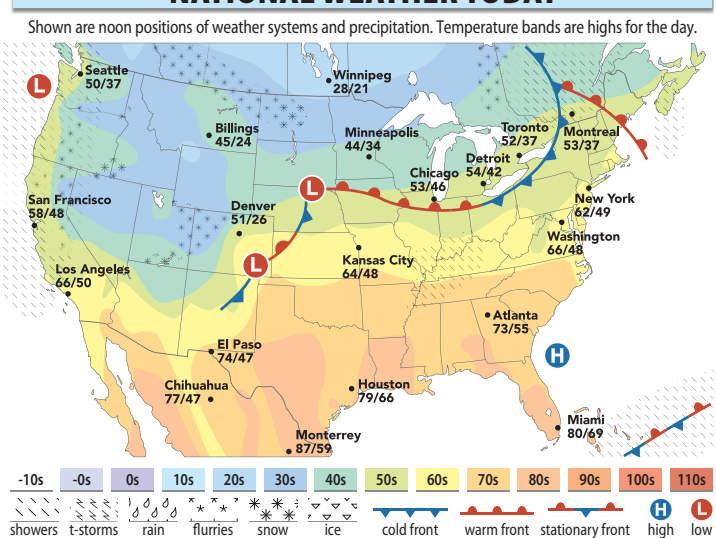 NATIONAL WEATHER TODAY
Shown are noon positions of weather systems and precipitation. Temperature bands are highs for the day.
L
Seattle
50/37
Winnipeg
28/21
Billings
45/24
Minneapolis
44/34
Toronto
52/37
Montreal
53/37
Detroit
54/42
Chicago
53/46
L
San Francisco
58/48
Denver
51/26
New York
62/49
Washington
66/48
L
Kansas City
64/48
Los Angeles
66/50
Atlanta
73/55
El Paso
74/47
H
Chihuahua
77/47
Houston
79/66
Miami
80/69
Monterrey
87/59
-10s -0s 0s 10s 20s 30s 40s 50s 60s 70s 80s 90s 100s 110s
H L
showers t-storms rain flurries snow ice cold front warm front stationary front high low